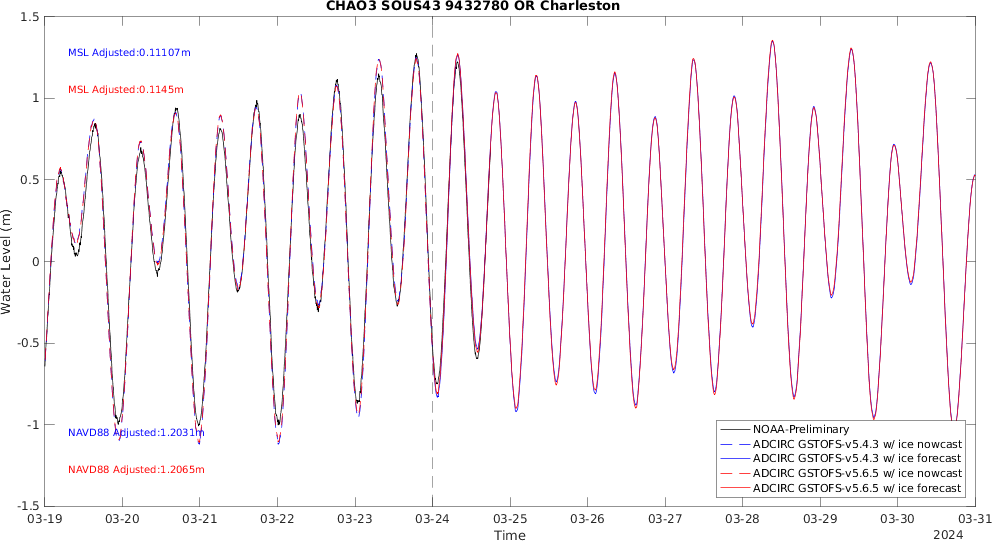 CHAO3 SOUS43 9432780 OR Charleston
1.5
MSL Adjusted:0.11107m
MSL Adjusted:0.1145m
1
0.5
0
-0.5
-1
-1.5
Water Level (m)
NAVD88 Adjusted:1.2031m
NAVD88 Adjusted:1.2065m
NOAA-Preliminary
ADCIRC GSTOFS-v5.4.3 w/ ice nowcast
ADCIRC GSTOFS-v5.4.3 w/ ice forecast
ADCIRC GSTOFS-v5.6.5 w/ ice nowcast
ADCIRC GSTOFS-v5.6.5 w/ ice forecast
03-19 03-20 03-21 03-22 03-23 03-24 03-25 03-26 03-27 03-28 03-29 03-30 03-31
Time
2024